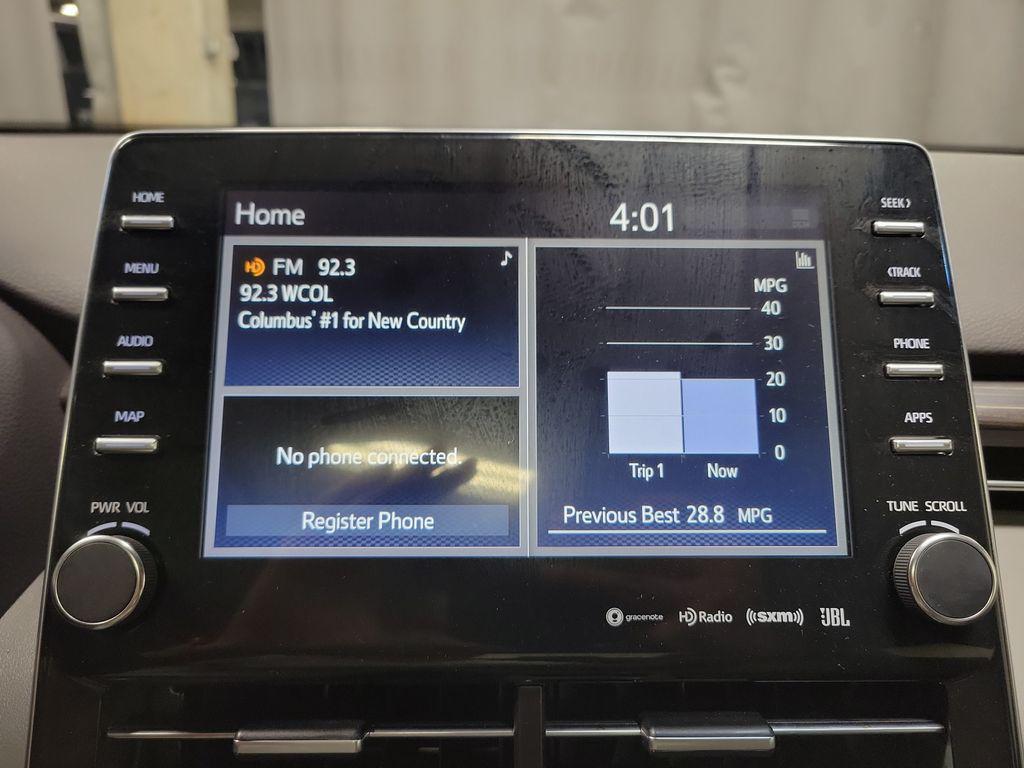 HOME
MENU
AUDIO
MAP
PWR VOL
Home
4:01
HD FM 92.3
92.3 WCOL
Columbus' #1 for New Country
No phone connected.
Register Phone
MPG
40
30
20
10
0
Trip 1 Now
Previous Best 28.8 MPG
SEEK ›
‹ TRACK
PHONE
APPS
TUNE SCROLL
gracenote HD Radio ((sxm)) JBL